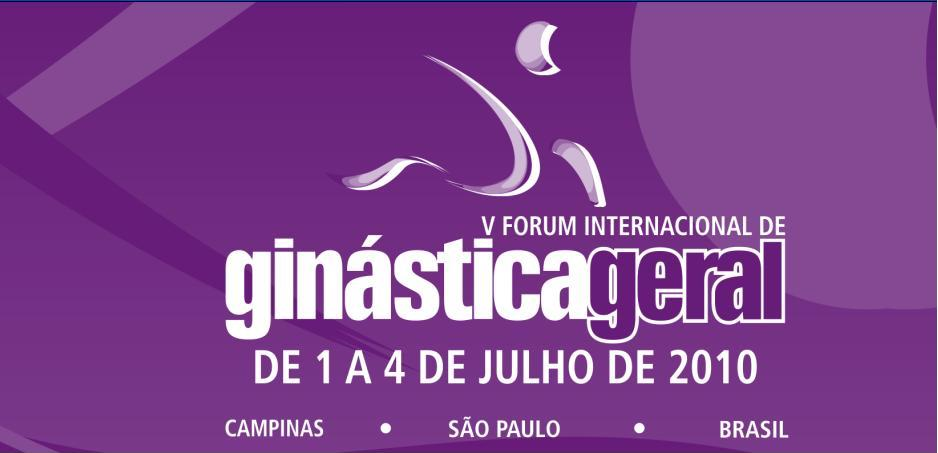 V FORUM INTERNACIONAL DE
ginásticageral
DE 1 A 4 DE JULHO DE 2010
CAMPINAS • SÃO PAULO • BRASIL